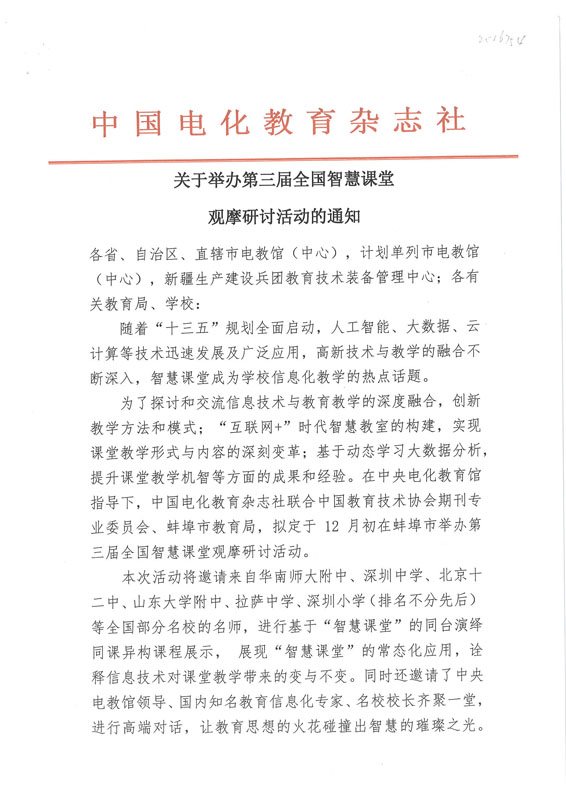 中国电化教育杂志社
关于举办第三届全国智慧课堂
观摩研讨活动的通知
各省、自治区、直辖市电教馆（中心），计划单列市电教馆
（中心），新疆生产建设兵团教育技术装备管理中心；各有
关教育局、学校：
随着“十三五”规划全面启动，人工智能、大数据、云
计算等技术迅速发展及广泛应用，高新技术与教学的融合不
断深入，智慧课堂成为学校信息化教学的热点话题。
为了探讨和交流信息技术与教育教学的深度融合，创新
教学方法和模式；“互联网+”时代智慧教室的构建，实现
课堂教学形式与内容的深刻变革；基于动态学习大数据分析，
提升课堂教学机智等方面的成果和经验。在中央电化教育馆
指导下，中国电化教育杂志社联合中国教育技术协会期刊专
业委员会、蚌埠市教育局，拟定于 12 月初在蚌埠市举办第
三届全国智慧课堂观摩研讨活动。
本次活动将邀请来自华南师大附中、深圳中学、北京十
二中、山东大学附中、拉萨中学、深圳小学（排名不分先后）
等全国部分名校的名师，进行基于“智慧课堂”的同台演绎
同课异构课程展示， 展现“智慧课堂”的常态化应用，诠
释信息技术对课堂教学带来的变与不变。同时还邀请了中央
电教馆领导、国内知名教育信息化专家、名校校长齐聚一堂，
进行高端对话，让教育思想的火花碰撞出智慧的璀璨之光。